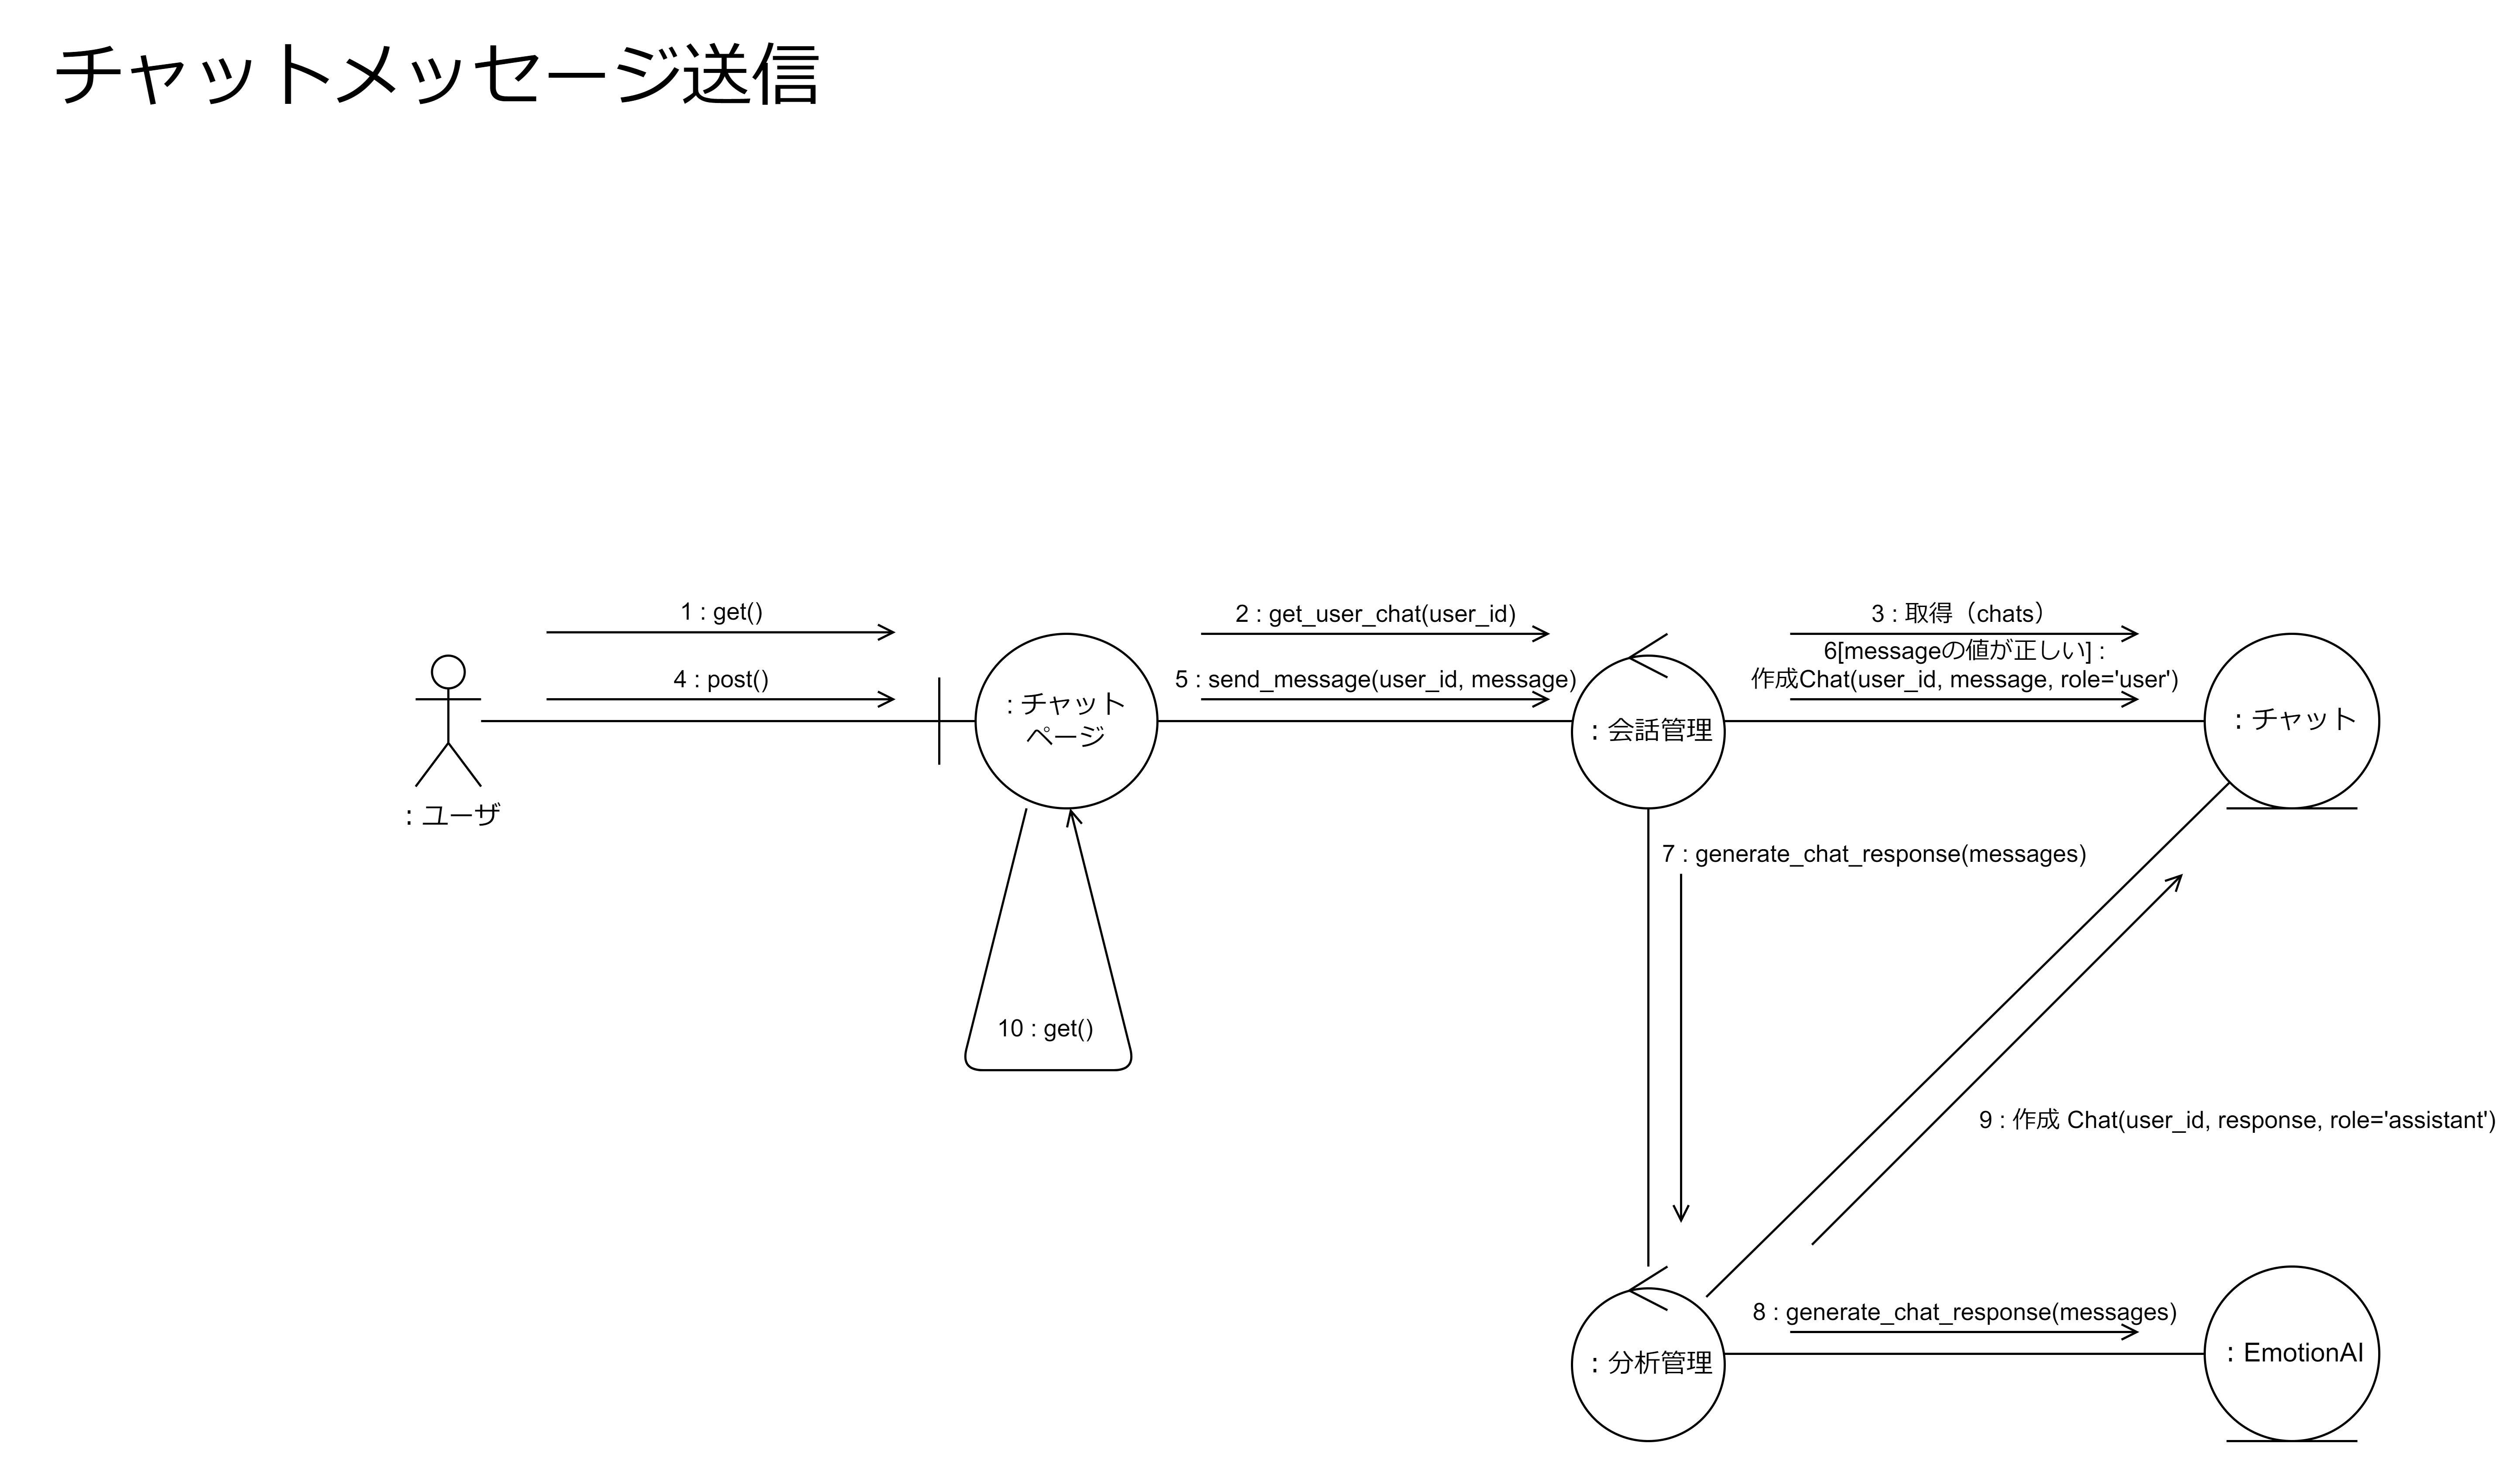 チャットメッセージ送信
1 : get()
2 : get_user_chat(user_id)
3 : 取得（chats）
4 : post()
5 : send_message(user_id, message)
6[messageの値が正しい] :
作成Chat(user_id, message, role='user')
: ユーザ
: チャット
ページ
: 会話管理
: チャット
7 : generate_chat_response(messages)
10 : get()
9 : 作成 Chat(user_id, response, role='assistant')
8 : generate_chat_response(messages)
: 分析管理
: EmotionAI